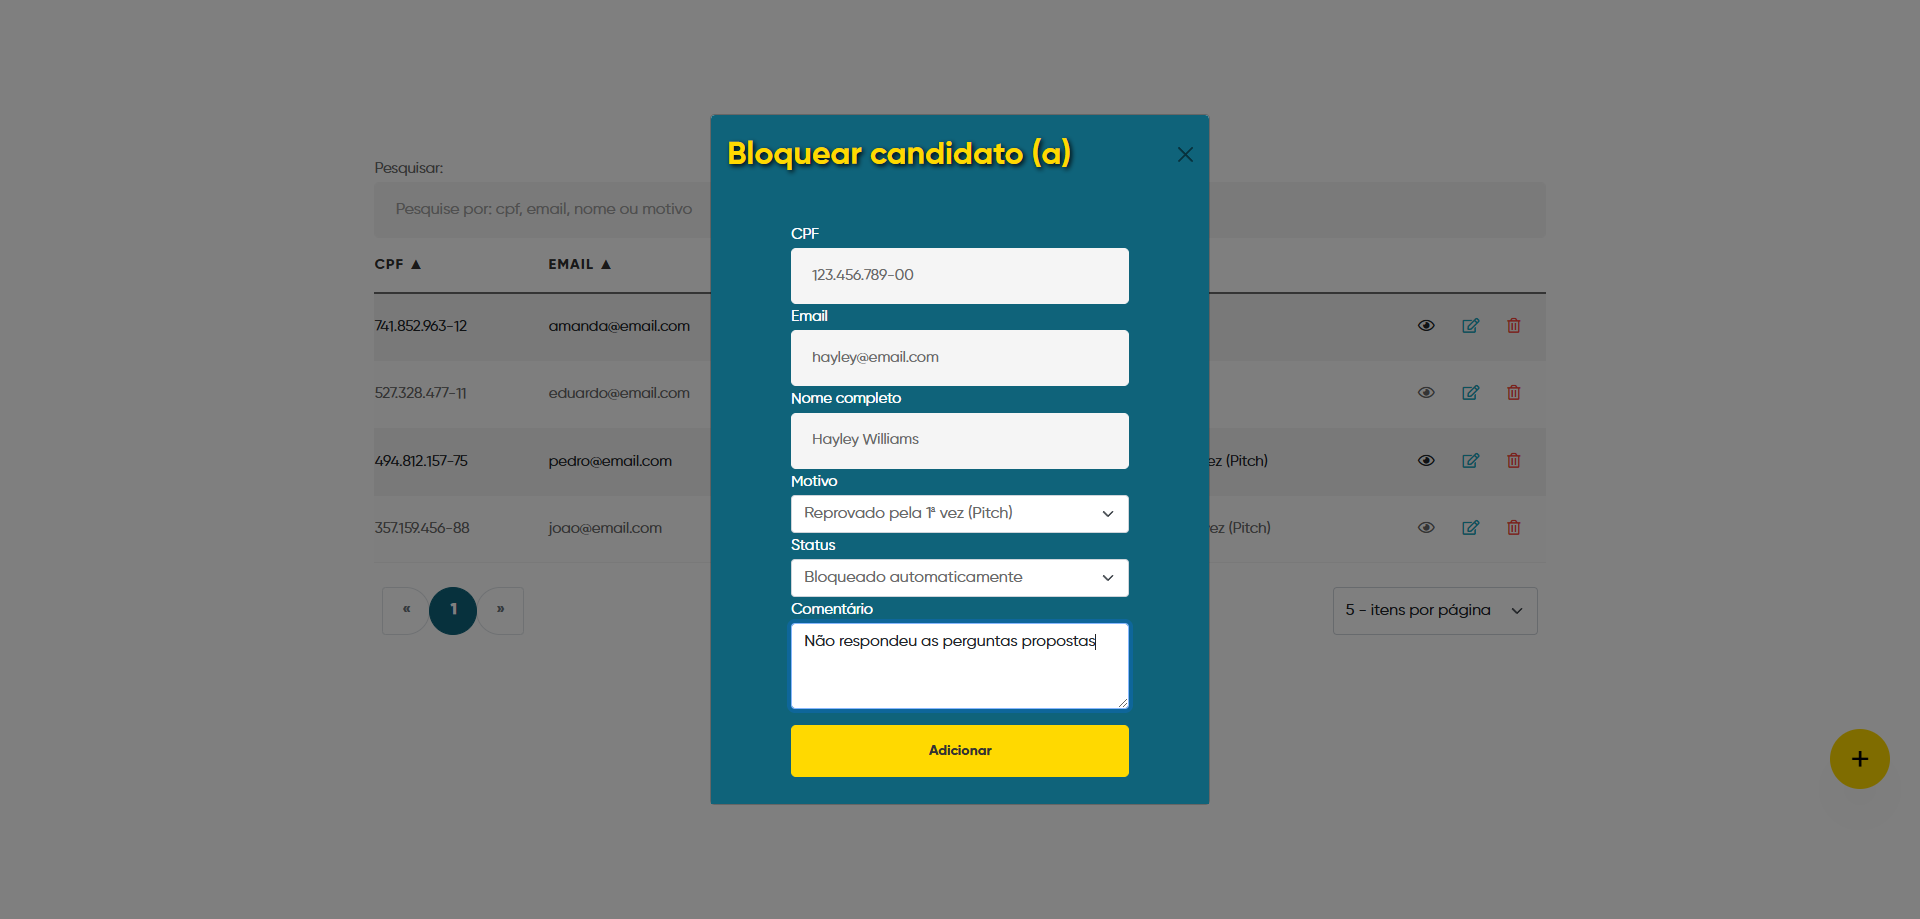 Bloquear candidato (a)
Pesquisar:
Pesquise por: cpf, email, nome ou motivo
CPF ▲
EMAIL ▲
741.852.963-12
amanda@email.com
527.328.477-11
eduardo@email.com
494.812.157-75
pedro@email.com
ez (Pitch)
357.159.456-88
joao@email.com
ez (Pitch)
« 1 »
5 - itens por página
CPF
123.456.789-00
Email
hayley@email.com
Nome completo
Hayley Williams
Motivo
Reprovado pela 1ª vez (Pitch)
Status
Bloqueado automaticamente
Comentário
Não respondeu as perguntas propostas
Adicionar
+